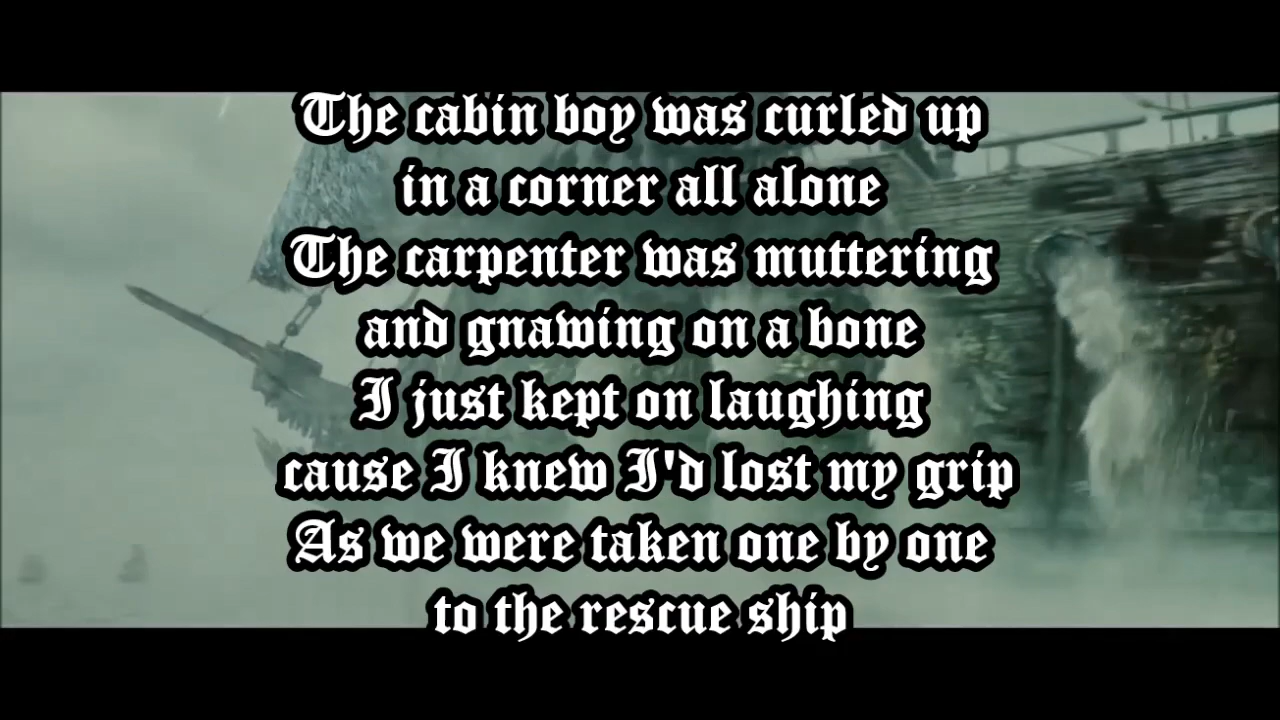 The cabin boy was curled up
in a corner all alone
The carpenter was muttering
and gnawing on a bone
I just kept on laughing
cause I knew I'd lost my grip
As we were taken one by one
to the rescue ship